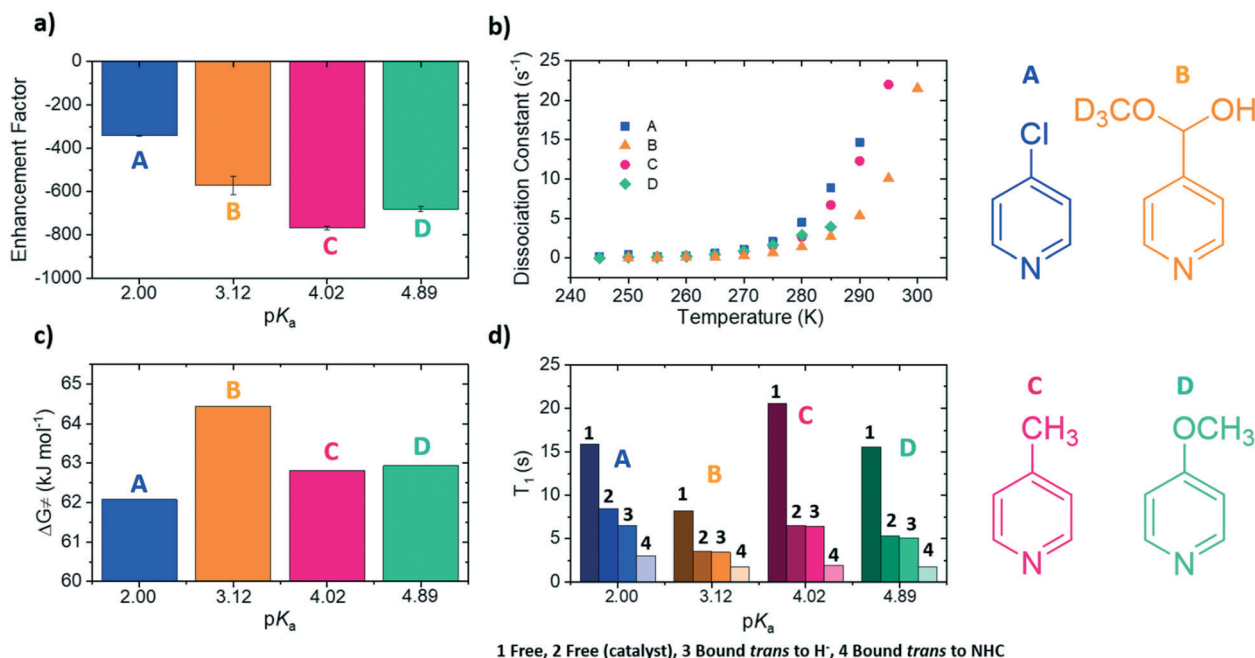 a)
Enhancement Factor
0
-200
-400
-600
-800
-1000
A
B
C
D
2.00 3.12 4.02 4.89
pKa
b)
Dissociation Constant (s-1)
25
20
15
10
5
0
A
B
C
D
240 250 260 270 280 290 300
Temperature (K)
A
Cl
N
B
D3C O OH
N
c)
ΔG≠ (kJ mol-1)
65
64
63
62
61
60
A
B
C
D
2.00 3.12 4.02 4.89
pKa
d)
T1 (s)
25
20
15
10
5
0
1 2 3 4
A
1 2 3 4
B
1 2 3 4
C
1 2 3 4
D
2.00 3.12 4.02 4.89
pKa
C
CH3
N
D
OCH3
N
1 Free, 2 Free (catalyst), 3 Bound trans to H-, 4 Bound trans to NHC